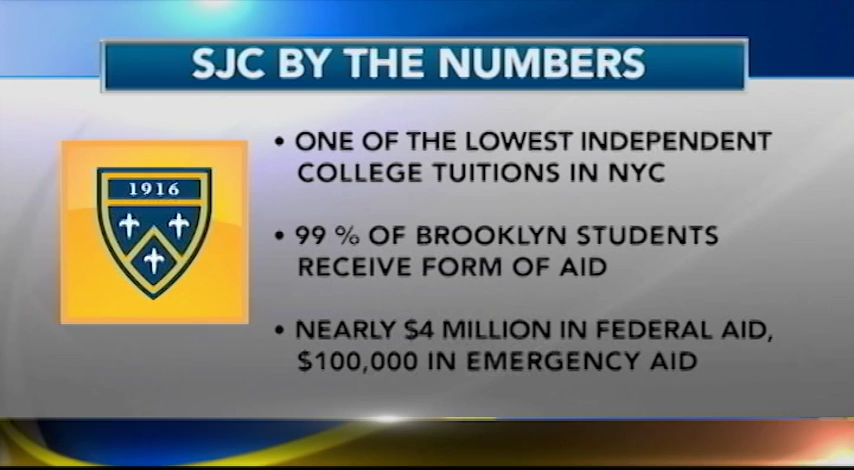 SJC BY THE NUMBERS
1916
• ONE OF THE LOWEST INDEPENDENT
COLLEGE TUITIONS IN NYC
• 99 % OF BROOKLYN STUDENTS
RECEIVE FORM OF AID
• NEARLY $4 MILLION IN FEDERAL AID,
$100,000 IN EMERGENCY AID